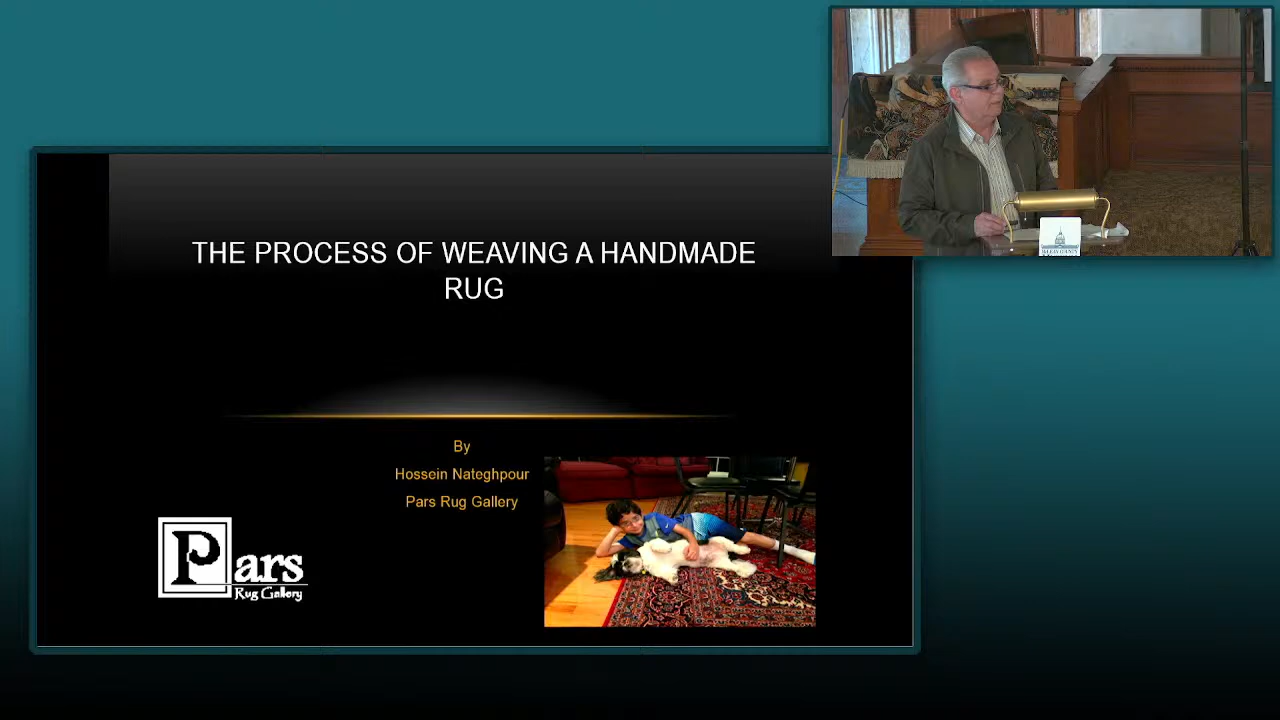 THE PROCESS OF WEAVING A HANDMADE
RUG
By
Hossein Nateghpour
Pars Rug Gallery
Pars
Rug Gallery